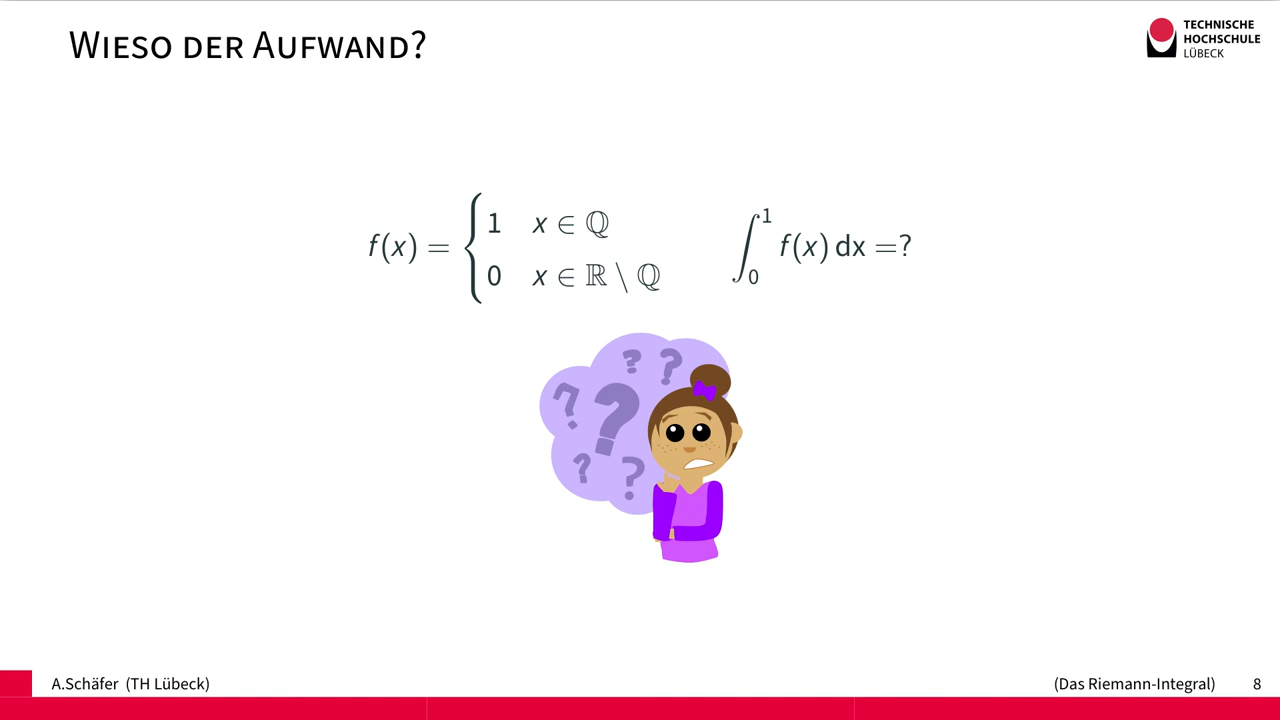 WIESO DER AUFWAND?
TECHNISCHE
HOCHSCHULE
LÜBECK
f(x) = { 1 x ∈ ℚ
0 x ∈ ℝ \ ℚ
∫₀¹ f(x) dx =?
? ?
? ?
? ?
A.Schäfer (TH Lübeck)
(Das Riemann-Integral) 8